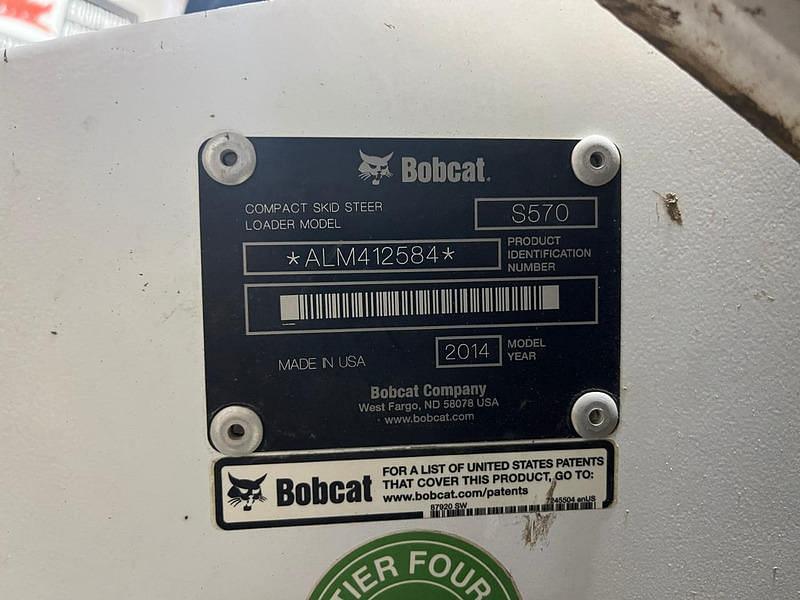 Bobcat.
COMPACT SKID STEER
LOADER MODEL
S570
*ALM412584*
PRODUCT
IDENTIFICATION
NUMBER
MADE IN USA
2014
MODEL
YEAR
Bobcat Company
West Fargo, ND 58078 USA
www.bobcat.com
Bobcat
FOR A LIST OF UNITED STATES PATENTS
THAT COVER THIS PRODUCT, GO TO:
www.bobcat.com/patents
87920 SW
7245504 enUS
TIER FOUR